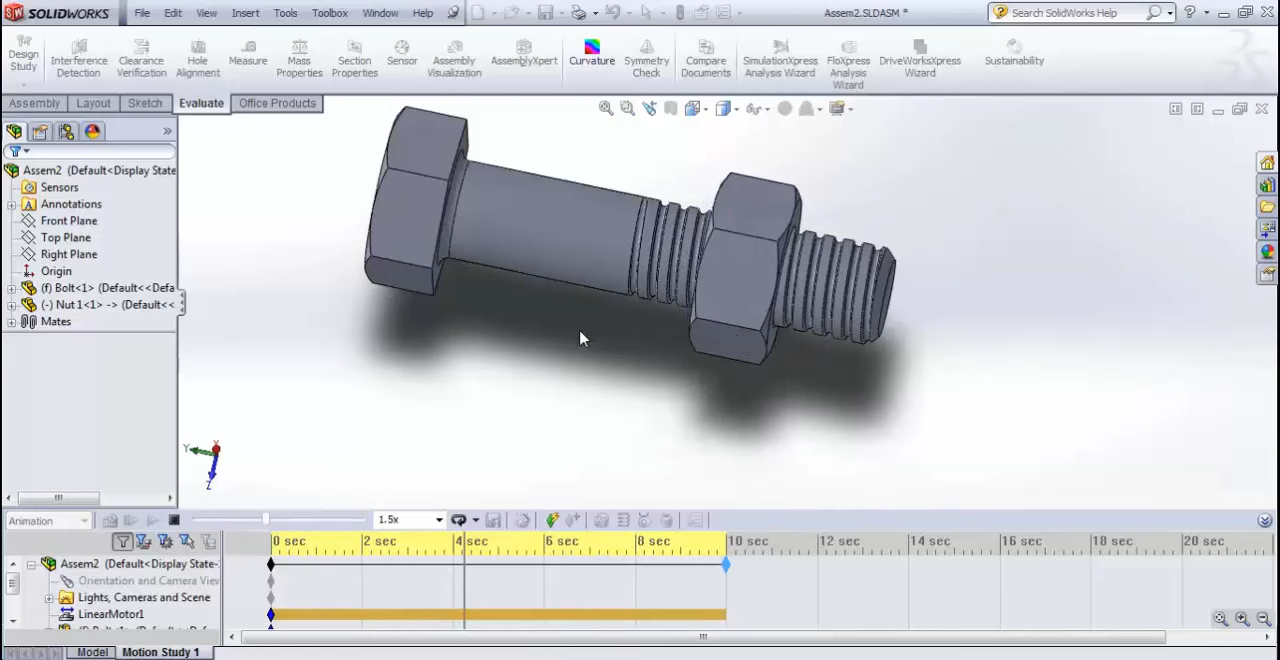 SW SOLIDWORKS File Edit View Insert Tools Toolbox Window Help Assem2.SLDASM * Search SolidWorks Help
Design Study Interference Detection Clearance Verification Hole Alignment Measure Mass Properties Section Properties Sensor Assembly Visualization AssemblyXpert Curvature Symmetry Check Compare Documents SimulationXpress Analysis Wizard FloXpress Analysis Wizard DriveWorksXpress Wizard Sustainability
Assembly Layout Sketch Evaluate Office Products
Assem2 (Default<Display State
Sensors
A Annotations
Front Plane
Top Plane
Right Plane
Origin
(f) Bolt<1> (Default<<Defa
(-) Nut 1<1> -> (Default<<
Mates
Y X
Z
Animation 1.5x
0 sec 2 sec 4 sec 6 sec 8 sec 10 sec 12 sec 14 sec 16 sec 18 sec 20 sec
Assem2 (Default<Display State-
Orientation and Camera View
Lights, Cameras and Scene
LinearMotor1
Model Motion Study 1